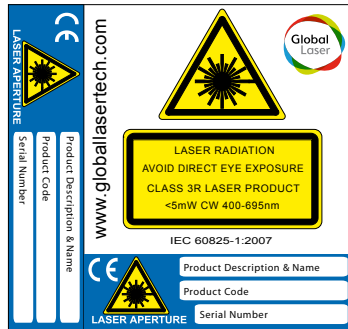 CE
LASER APERTURE
Serial Number
Product Code
Product Description & Name
www.globallasertech.com
Global
Laser
LASER RADIATION
AVOID DIRECT EYE EXPOSURE
CLASS 3R LASER PRODUCT
<5mW CW 400-695nm
IEC 60825-1:2007
CE
LASER APERTURE
Product Description & Name
Product Code
Serial Number